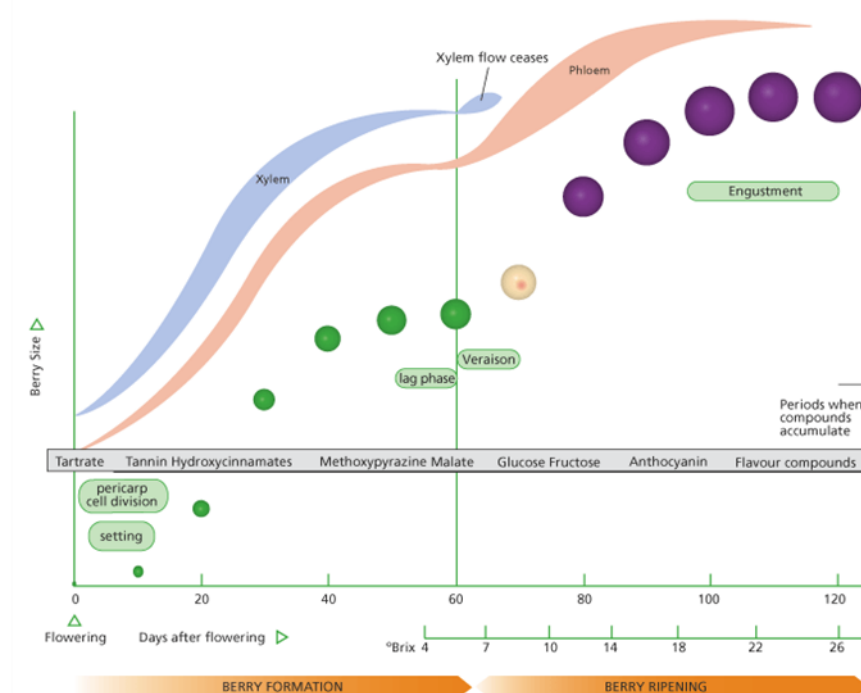 Xylem flow ceases
Phloem
Xylem
Engustment
Berry Size
Veraison
lag phase
Periods when
compounds
accumulate
Tartrate Tannin Hydroxycinnamates Methoxypyrazine Malate Glucose Fructose Anthocyanin Flavour compounds
pericarp
cell division
setting
0 20 40 60 80 100 120
Flowering
Days after flowering
°Brix 4 7 10 14 18 22 26
BERRY FORMATION
BERRY RIPENING